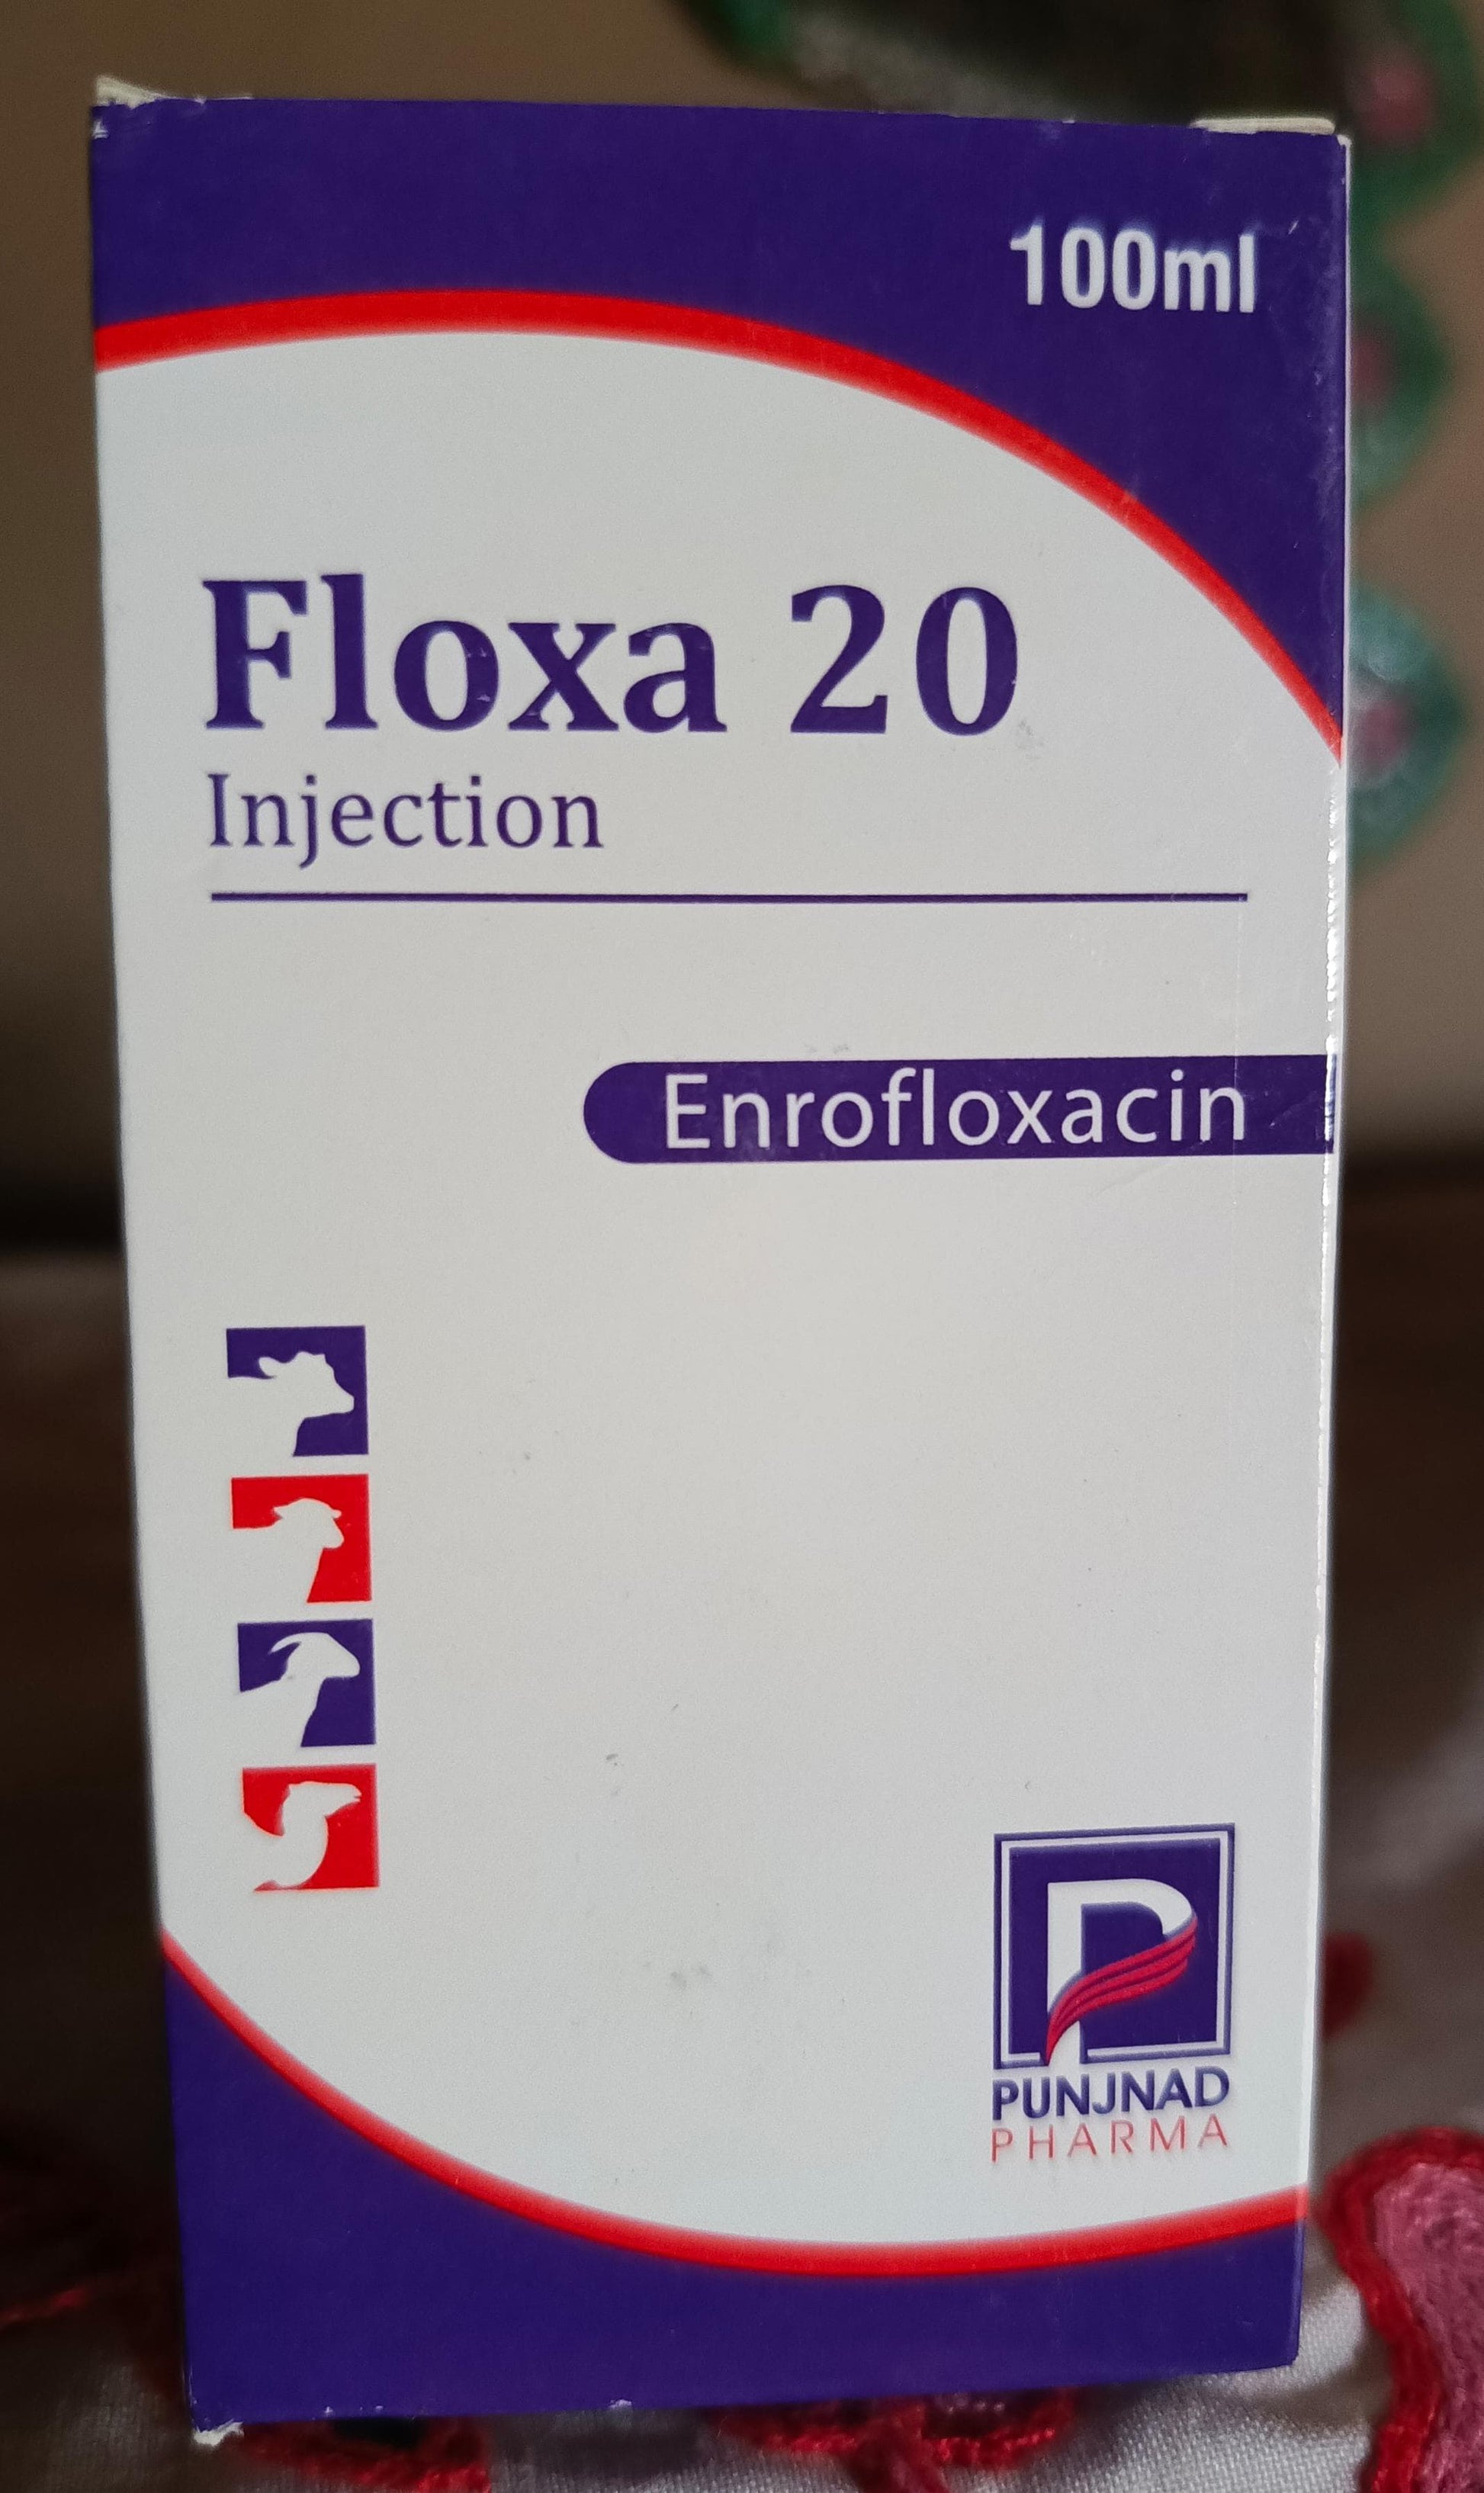 100ml
Floxa 20
Injection
Enrofloxacin
PUNJNAD
PHARMA